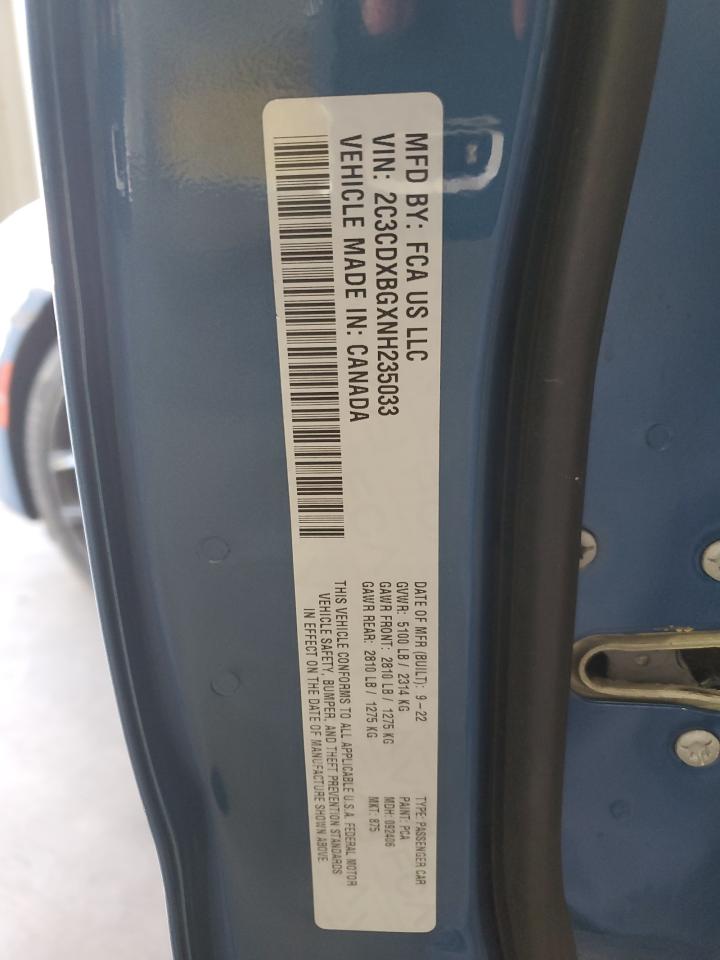 MFD BY: FCA US LLC
VIN: 2C3CDXBGXNH235033
VEHICLE MADE IN: CANADA
DATE OF MFR (BUILT): 9-22
GVWR: 5100 LB / 2314 KG
GAWR FRONT: 2810 LB / 1275 KG
GAWR REAR: 2810 LB / 1275 KG
THIS VEHICLE CONFORMS TO ALL APPLICABLE U.S.A. FEDERAL MOTOR
VEHICLE SAFETY, BUMPER, AND THEFT PREVENTION STANDARDS
IN EFFECT ON THE DATE OF MANUFACTURE SHOWN ABOVE.
TYPE: PASSENGER CAR
PAINT: PCA
MDH: 092406
MKT: 875